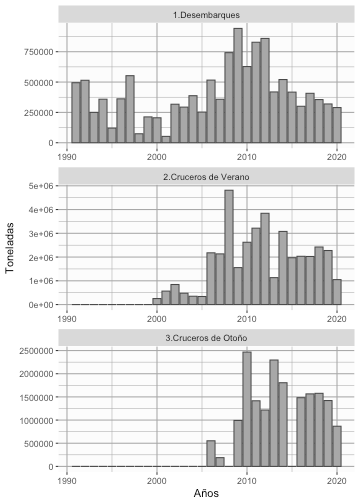 1.Desembarques
750000
500000
250000
0
1990 2000 2010 2020
2.Cruceros de Verano
5e+06
4e+06
3e+06
2e+06
1e+06
0e+00
1990 2000 2010 2020
Toneladas
3.Cruceros de Otoño
2500000
2000000
1500000
1000000
500000
0
1990 2000 2010 2020
Años